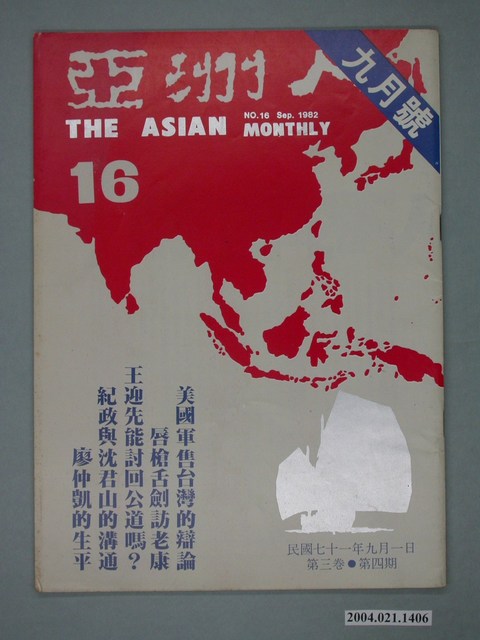 亞洲人
九月號
NO.16 Sep. 1982
THE ASIAN MONTHLY
16
美國軍售台灣的辯論
唇槍舌劍訪老康
王迎先能討回公道嗎？
紀政與沈君山的溝通
廖仲凱的生平
民國七十一年九月一日
第三卷●第四期
2004.021.1406